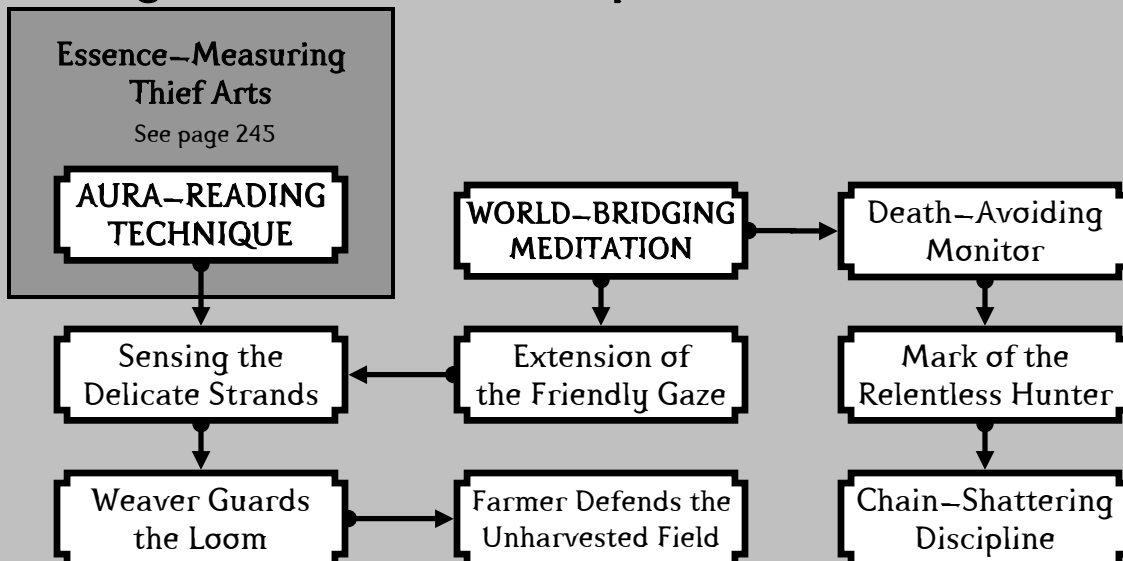 Essence–Measuring
Thief Arts
See page 245
AURA–READING
TECHNIQUE
WORLD–BRIDGING
MEDITATION
Death–Avoiding
Monitor
Sensing the
Delicate Strands
Extension of
the Friendly Gaze
Mark of the
Relentless Hunter
Weaver Guards
the Loom
Farmer Defends the
Unharvested Field
Chain–Shattering
Discipline